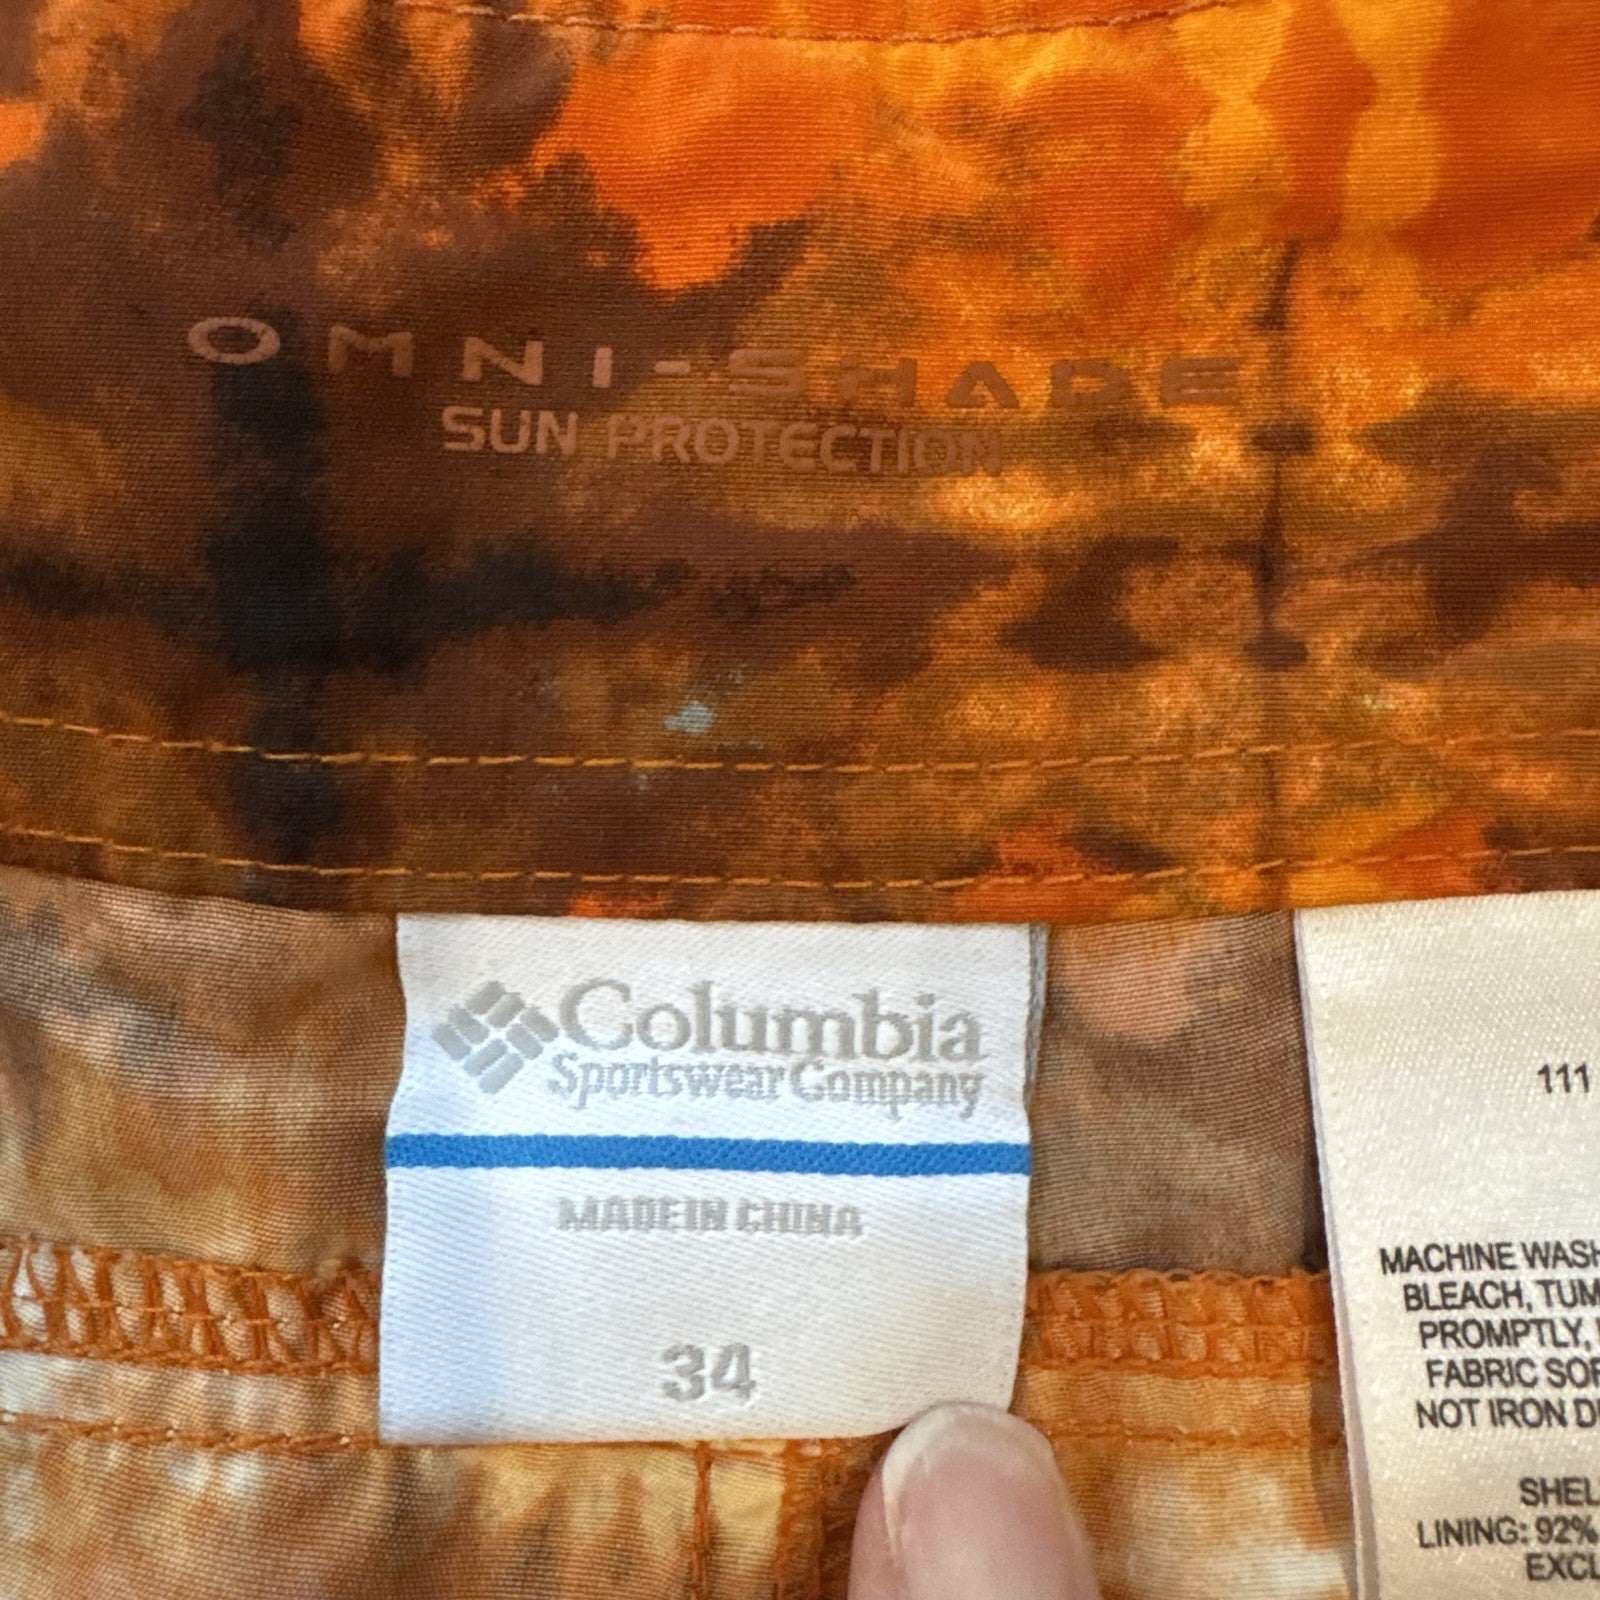 OMNI-SHADE
SUN PROTECTION
Columbia
Sportswear Company
MADE IN CHINA
34
111
MACHINE WASH
BLEACH, TUM
PROMPTLY,
FABRIC SOF
NOT IRON D
SHEL
LINING: 92%
EXCL